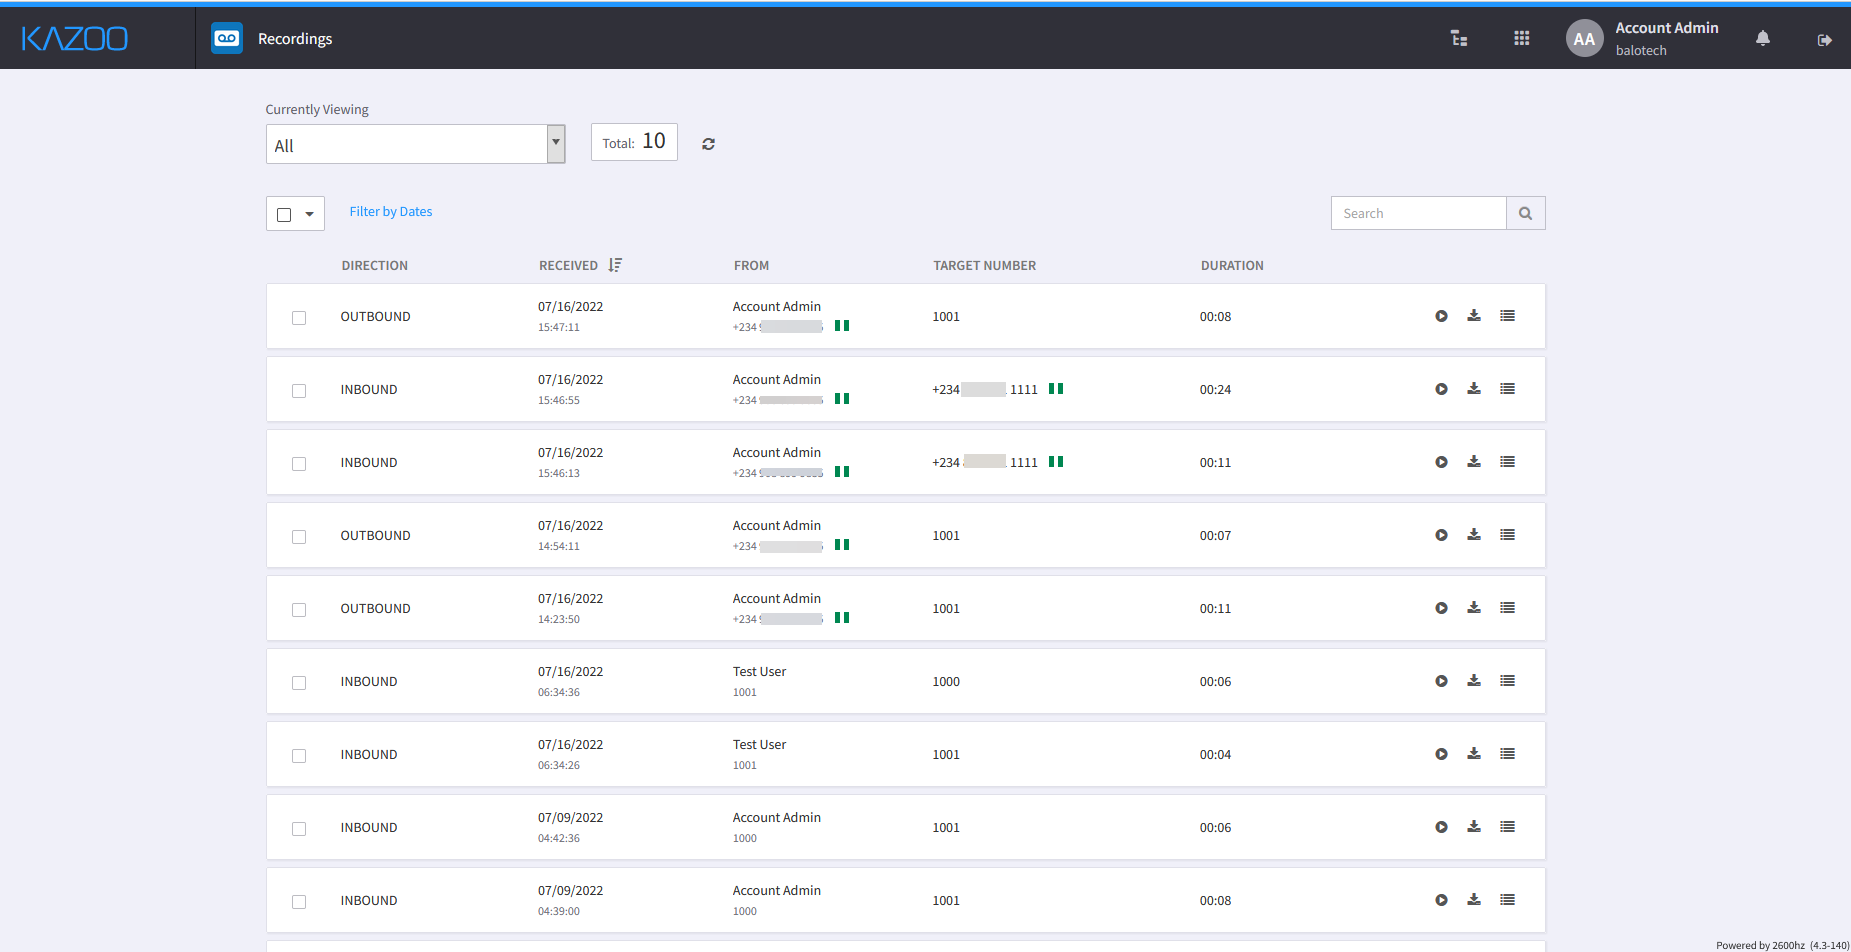 KAZOO
Recordings
AA
Account Admin
balotech
Currently Viewing
All
Total: 10
Filter by Dates
Search
DIRECTION RECEIVED FROM TARGET NUMBER DURATION
OUTBOUND 07/16/2022 15:47:11 Account Admin +234 1001 00:08
INBOUND 07/16/2022 15:46:55 Account Admin +234 +234 1111 00:24
INBOUND 07/16/2022 15:46:13 Account Admin +234 +234 1111 00:11
OUTBOUND 07/16/2022 14:54:11 Account Admin +234 1001 00:07
OUTBOUND 07/16/2022 14:23:50 Account Admin +234 1001 00:11
INBOUND 07/16/2022 06:34:36 Test User 1001 1000 00:06
INBOUND 07/16/2022 06:34:26 Test User 1001 1001 00:04
INBOUND 07/09/2022 04:42:36 Account Admin 1000 1001 00:06
INBOUND 07/09/2022 04:39:00 Account Admin 1000 1001 00:08
Powered by 2600hz (4.3-140)